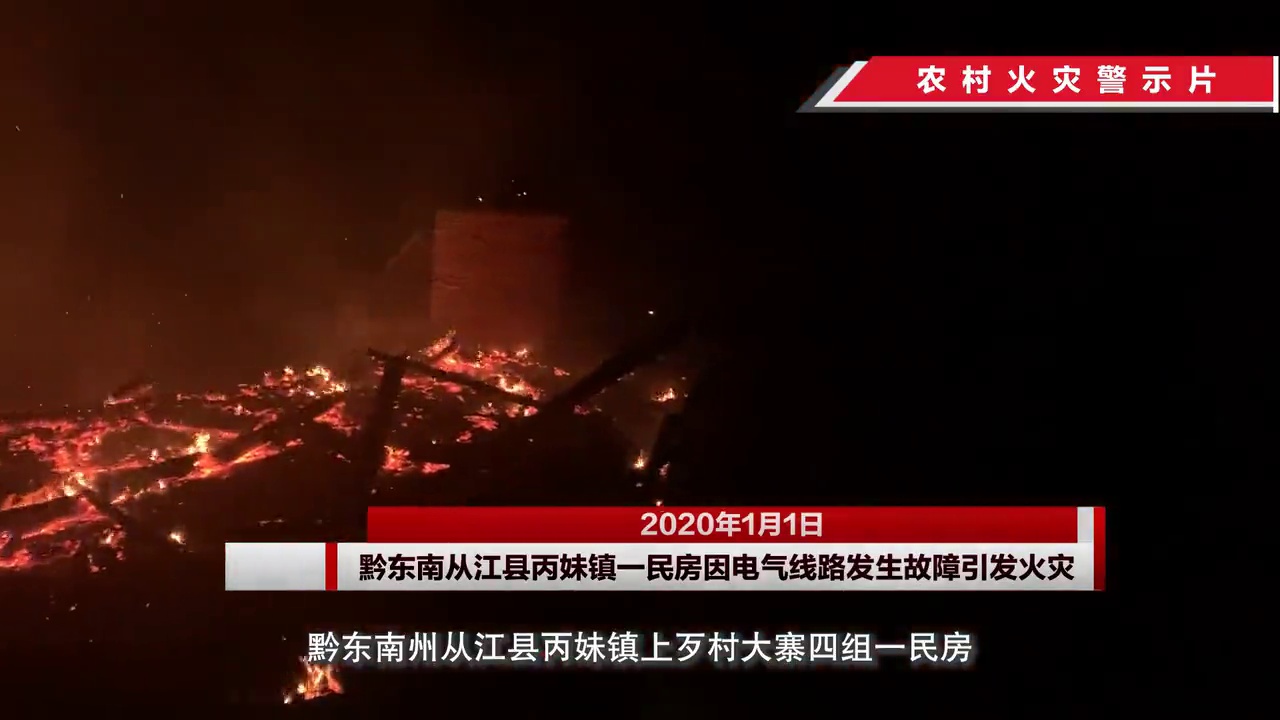 农村火灾警示片
2020年1月1日
黔东南从江县丙妹镇一民房因电气线路发生故障引发火灾
黔东南州从江县丙妹镇上歹村大寨四组一民房